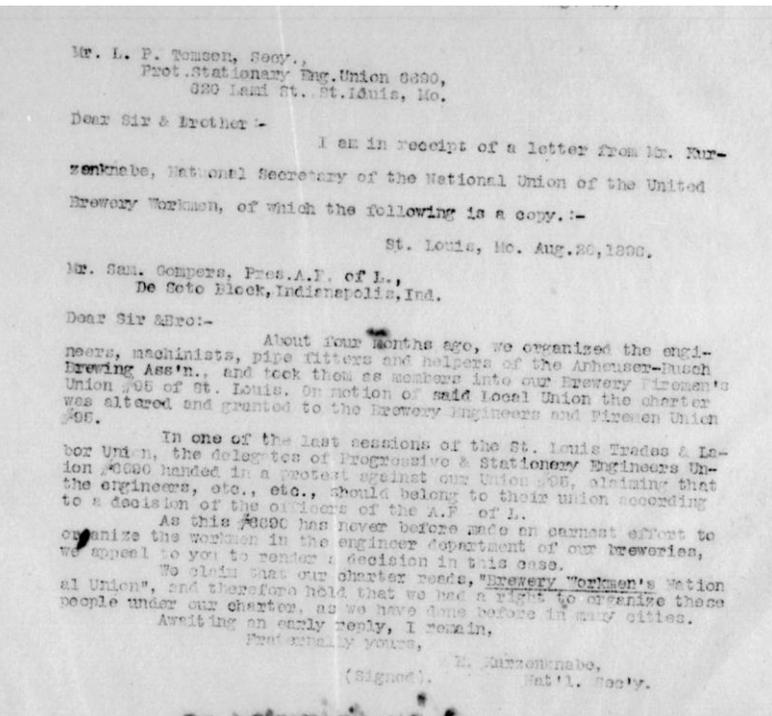 Mr. L. P. Tomsen, Secy.,
Prot.Stationary Eng.Union 6690,
620 Lami St. St.Louis, Mo.
Dear Sir & Brother:-
I am in receipt of a letter from Mr. Kur-
zenknabe, National Secretary of the National Union of the United
Brewery Workmen, of which the following is a copy.:-
St. Louis, Mo. Aug.26,1898.
Mr. Sam. Gompers, Pres.A.F. of L.,
De Soto Block,Indianapolis,Ind.
Dear Sir &Bro:-
About four months ago, we organized the engi-
neers, machinists, pipe fitters and helpers of the Anheuser-Busch
Brewing Ass'n., and took them as members into our Brewery Firemen's
Union #95 of St. Louis. On motion of said Local Union the charter
was altered and granted to the Brewery Engineers and Firemen Union
#95.
In one of the last sessions of the St. Louis Trades & La-
bor Union, the delegates of Progressive & Stationery Engineers Un-
ion #6690 handed in a protest against our Union #95, claiming that
the engineers, etc., etc., should belong to their union according
to a decision of the officers of the A.F of L.
As this #6690 has never before made an earnest effort to
organize the workmen in the engineer department of our breweries,
we appeal to you to render a decision in this case.
We claim that our charter reads, "Brewery Workmen's Nation
al Union", and therefore hold that we had a right to organize these
people under our charter, as we have done before in many cities.
Awaiting an early reply, I remain,
Fraternally yours,
Kurzenknabe,
(Signed). Nat'l. Sec'y.